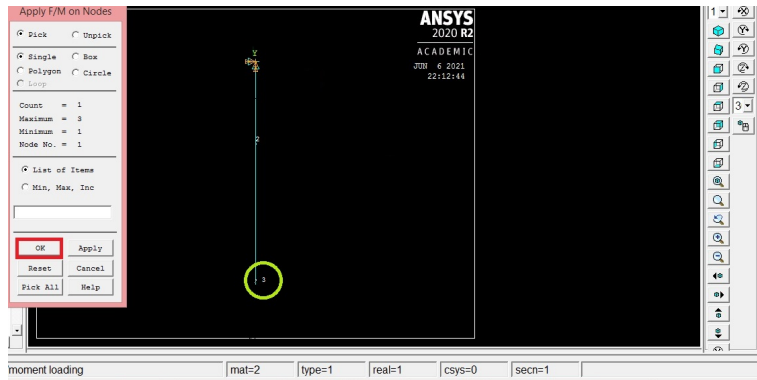 Apply F/M on Nodes
Pick Unpick
Single Box
Polygon Circle
Loop
Count = 1
Maximum = 3
Minimum = 1
Node No. = 1
List of Items
Min, Max, Inc
OK Apply
Reset Cancel
Pick All Help
ANSYS
2020 R2
ACADEMIC
JUN 6 2021
22:12:44
Y
2
3
1
3
moment loading mat=2 type=1 real=1 csys=0 secn=1